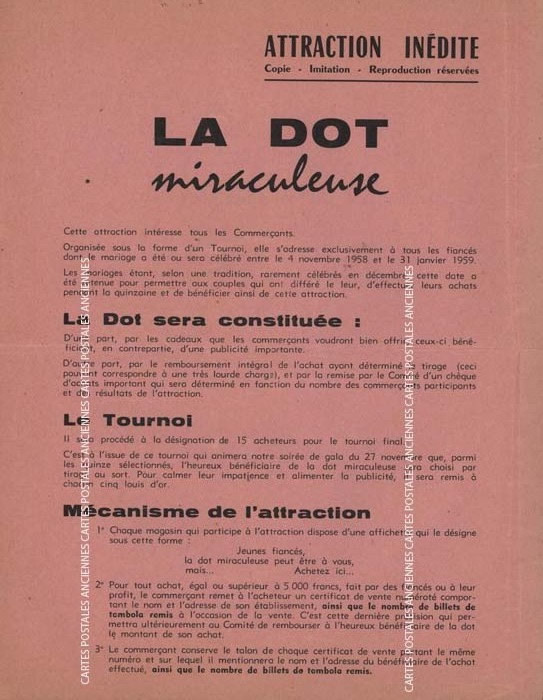 ATTRACTION INÉDITE
Copie - Imitation - Reproduction réservées
LA DOT
miraculeuse
Cette attraction intéresse tous les Commerçants.
Organisée sous la forme d'un Tournoi, elle s'adresse exclusivement à tous les fiancés
dont le mariage a été ou sera célébré entre le 4 novembre 1958 et le 31 janvier 1959.
Les mariages étant, selon une tradition, rarement célébrés en décembre cette date a
été retenue pour permettre aux couples qui ont différé le leur, d'effectuer leurs achats
pendant la quinzaine et de bénéficier ainsi de cette attraction.
La Dot sera constituée :
D'une part, par les cadeaux que les commerçants voudront bien offrir ceux-ci béné-
ficiant, en contrepartie, d'une publicité importante.
D'autre part, par le remboursement intégral de l'achat ayant déterminé le tirage (ceci
pouvant correspondre à une très lourde charge), et par la remise par le Comité d'un chèque
d'achats important qui sera déterminé en fonction du nombre des commerçants participants
et des résultats de l'attraction.
Le Tournoi
Il sera procédé à la désignation de 15 acheteurs pour le tournoi final.
C'est à l'issue de ce tournoi qui animera notre soirée de gala du 27 novembre que, parmi
les quinze sélectionnés, l'heureux bénéficiaire de la dot miraculeuse sera choisi par
tirage au sort. Pour calmer leur impatience et alimenter la publicité, il sera remis à
chacun cinq louis d'or.
Mécanisme de l'attraction
1° Chaque magasin qui participe à l'attraction dispose d'une affichette qui le désigne
sous cette forme :
Jeunes fiancés,
la dot miraculeuse peut être à vous,
mais... Achetez ici...
2° Pour tout achat, égal ou supérieur à 5 000 francs, fait par des fiancés ou à leur
profit, le commerçant remet à l'acheteur un certificat de vente numéroté compor-
tant le nom et l'adresse de son établissement, ainsi que le nombre de billets de
tombola remis à l'occasion de la vente. C'est cette dernière précision qui per-
mettra ultérieurement au Comité de rembourser à l'heureux bénéficiaire de la dot
le montant de son achat.
3° Le commerçant conserve le talon de chaque certificat de vente portant le même
numéro et sur lequel il mentionnera le nom et l'adresse du bénéficiaire de l'achat
effectué, ainsi que le nombre de billets de tombola remis.
CARTES POSTALES ANCIENNES CARTES POSTALES ANCIENNES CARTES POSTALES ANCIENNES
CARTES POSTALES ANCIENNES CARTES POSTALES ANCIENNES CARTES POSTALES ANCIENNES